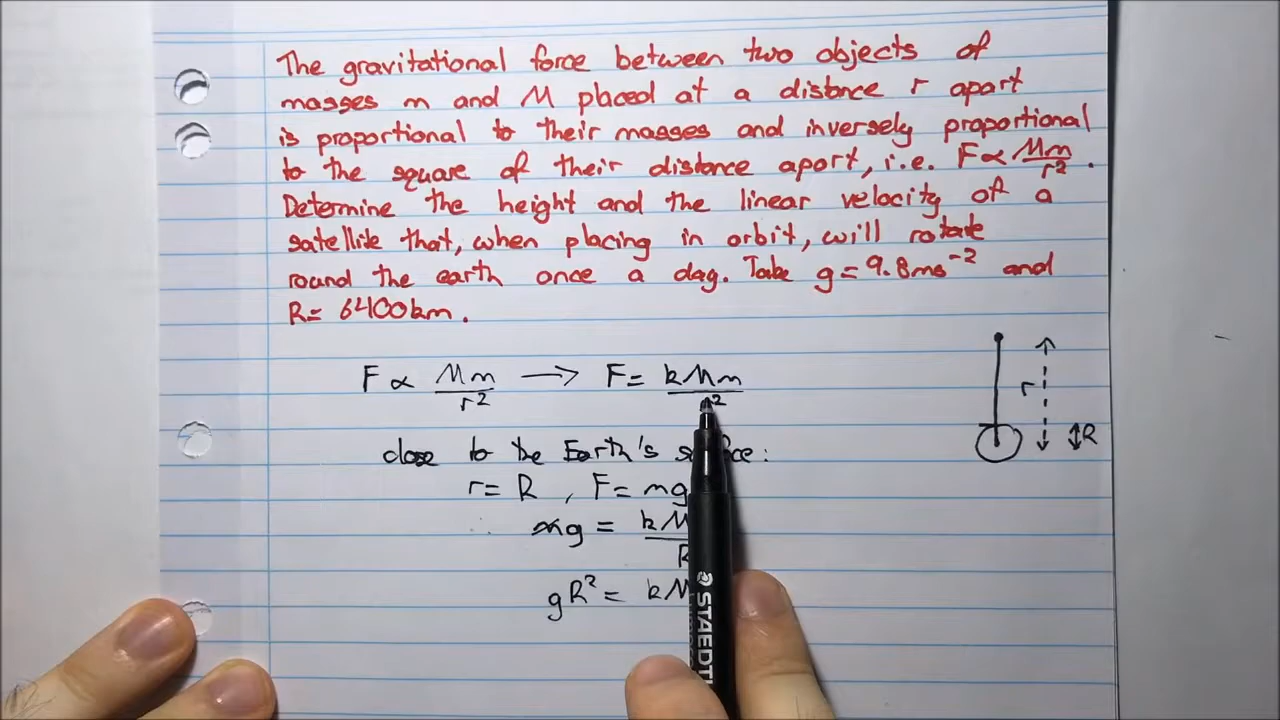 The gravitational force between two objects of
masses m and M placed at a distance r apart
is proportional to their masses and inversely proportional
to the square of their distance apart, i.e. F ∝ Mm/r².
Determine the height and the linear velocity of a
satellite that, when placing in orbit, will rotate
round the earth once a day. Take g = 9.8ms⁻² and
R = 6400km.
F ∝ Mm/r² → F = kMm/r²
r
R
close to the Earth's :
r = R, F = mg
∴ mg = kM
R
gR² = kM
STAEDTL